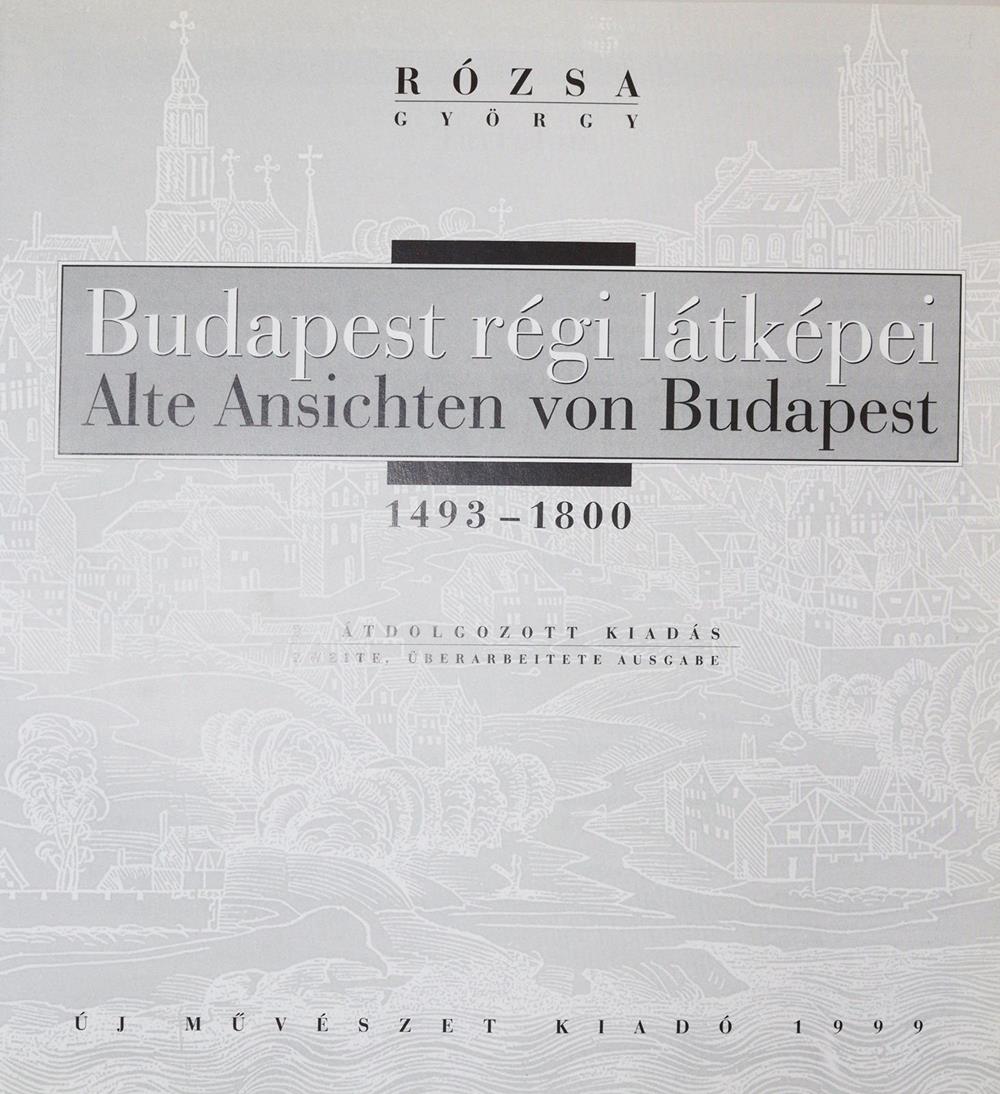 RÓZSA
GYÖRGY
Budapest régi látképei
Alte Ansichten von Budapest
1493 – 1800
ÁTDOLGOZOTT KIADÁS
ZWEITE, ÜBERARBEITETE AUSGABE
ÚJ MŰVÉSZET KIADÓ 1999